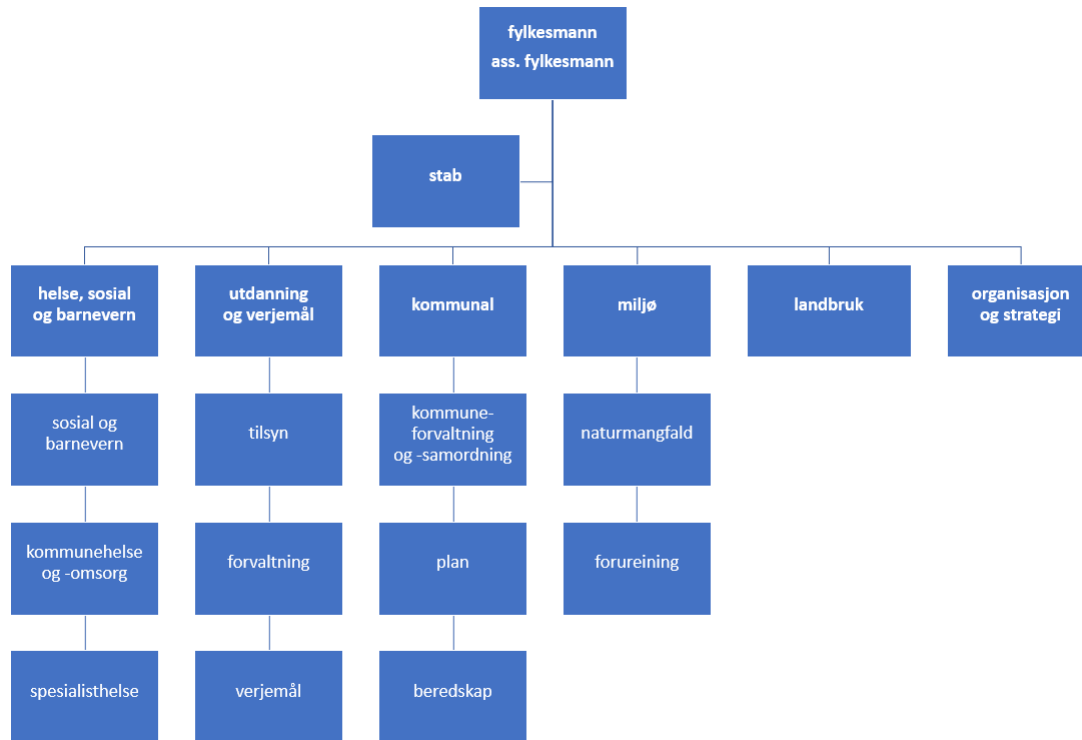 fylkesmann
ass. fylkesmann
stab
helse, sosial
og barnevern
utdanning
og verjemål
kommunal
miljø
landbruk
organisasjon
og strategi
sosial og
barnevern
tilsyn
kommune-
forvaltning
og -samordning
naturmangfald
kommunehelse
og -omsorg
forvaltning
plan
forureining
spesialisthelse
verjemål
beredskap